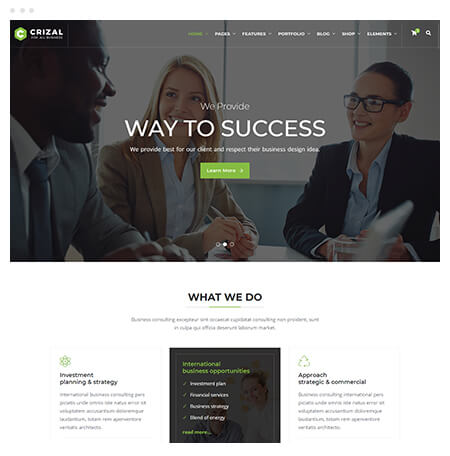 CRIZAL
FOR ALL BUSINESS
HOME PAGES FEATURES PORTFOLIO BLOG SHOP ELEMENTS
We Provide
WAY TO SUCCESS
We provide best for our client and respect their business design idea.
Learn More →
WHAT WE DO
Business consulting excepteur sint occaecat cupidatat consulting non proident, sunt
in culpa qui officia deserunt laborum market.
Investment
planning & strategy
International business consulting pers
piciatis unde omnis iste natus error sit
voluptatem accusantium doloremque
laudantium, totam rem aperiamentore
veritatis architecto.
International
business opportunities
✓ Investment plan
✓ Financial services
✓ Business strategy
✓ Blend of energy
read more...
Approach
strategic & commercial
Business consulting international pers
piciatis unde omnis iste natus error sit
voluptatem accusantium doloremque
laudantium, totam rem aperiamentore
veritatis architecto.